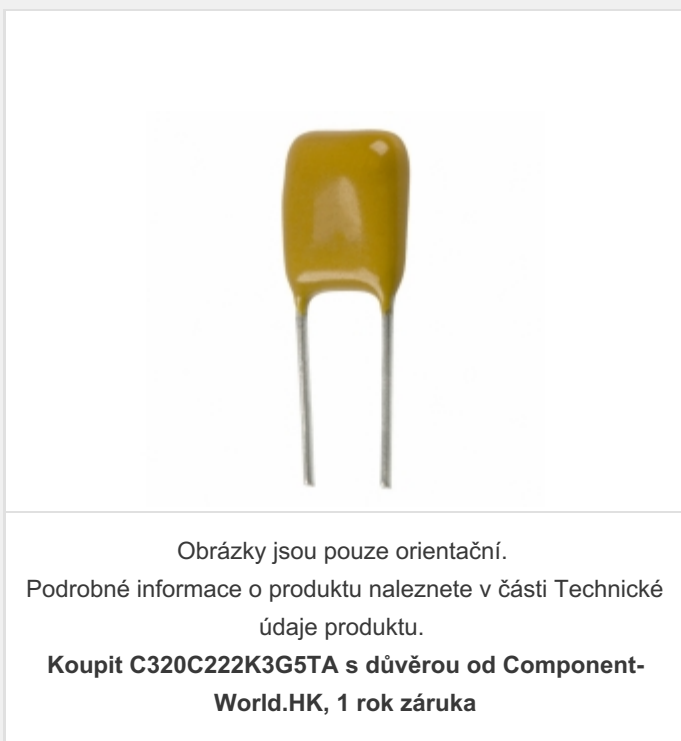 Obrázky jsou pouze orientační.
Podrobné informace o produktu naleznete v části Technické
údaje produktu.
Koupit C320C222K3G5TA s důvěrou od Component-
World.HK, 1 rok záruka